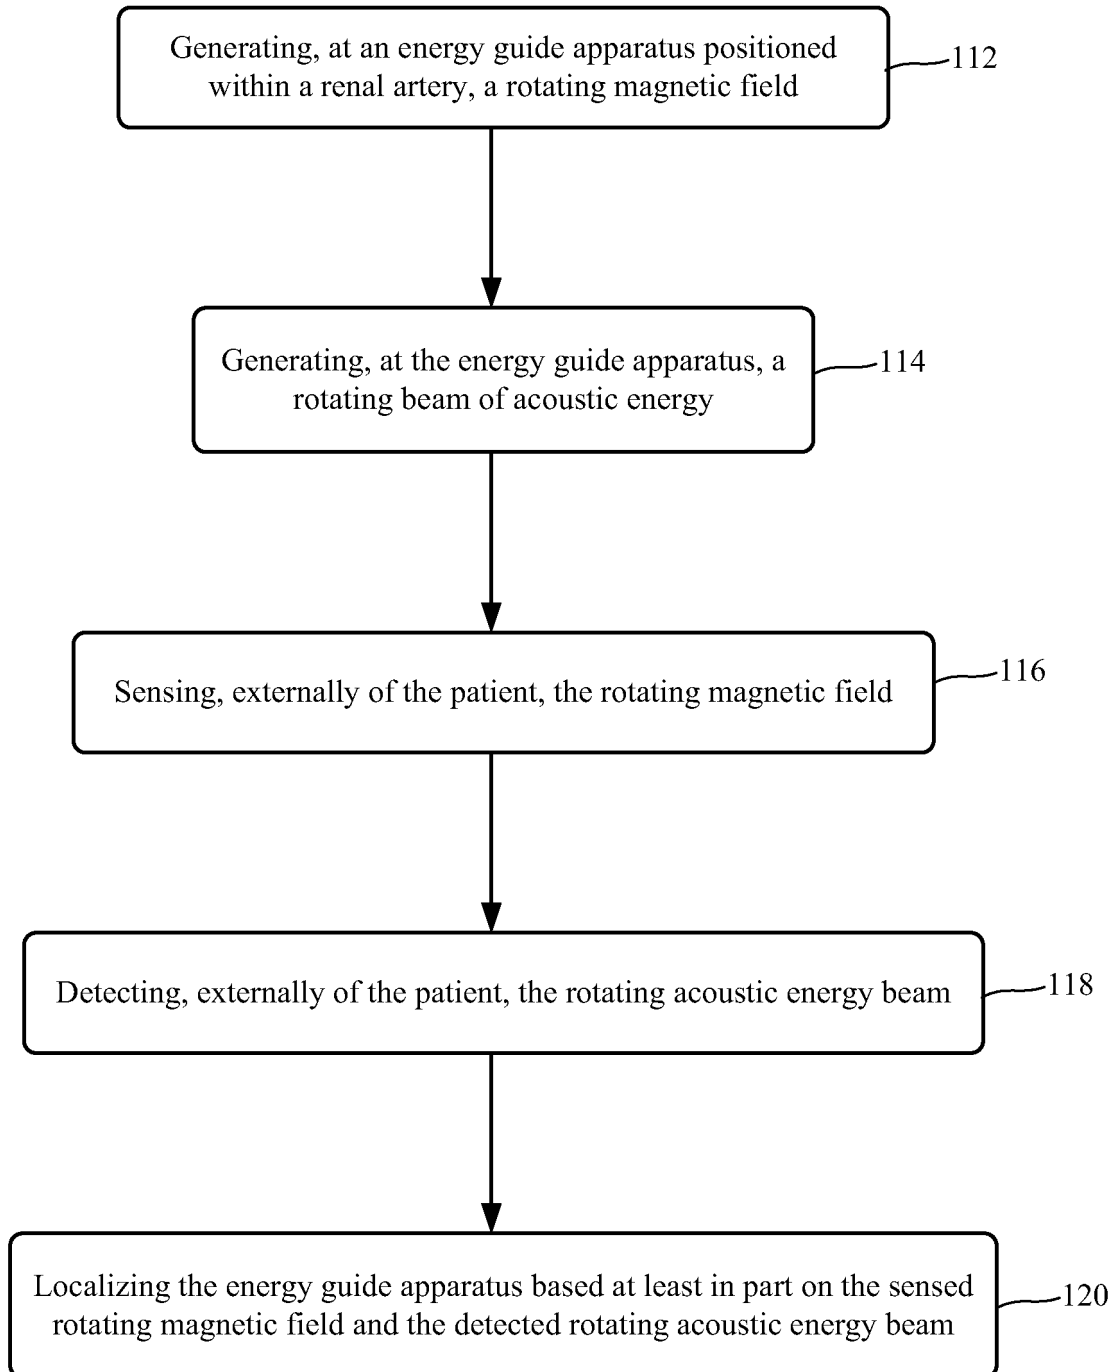 Generating, at an energy guide apparatus positioned
within a renal artery, a rotating magnetic field
112
Generating, at the energy guide apparatus, a
rotating beam of acoustic energy
114
Sensing, externally of the patient, the rotating magnetic field
116
Detecting, externally of the patient, the rotating acoustic energy beam
118
Localizing the energy guide apparatus based at least in part on the sensed
rotating magnetic field and the detected rotating acoustic energy beam
120